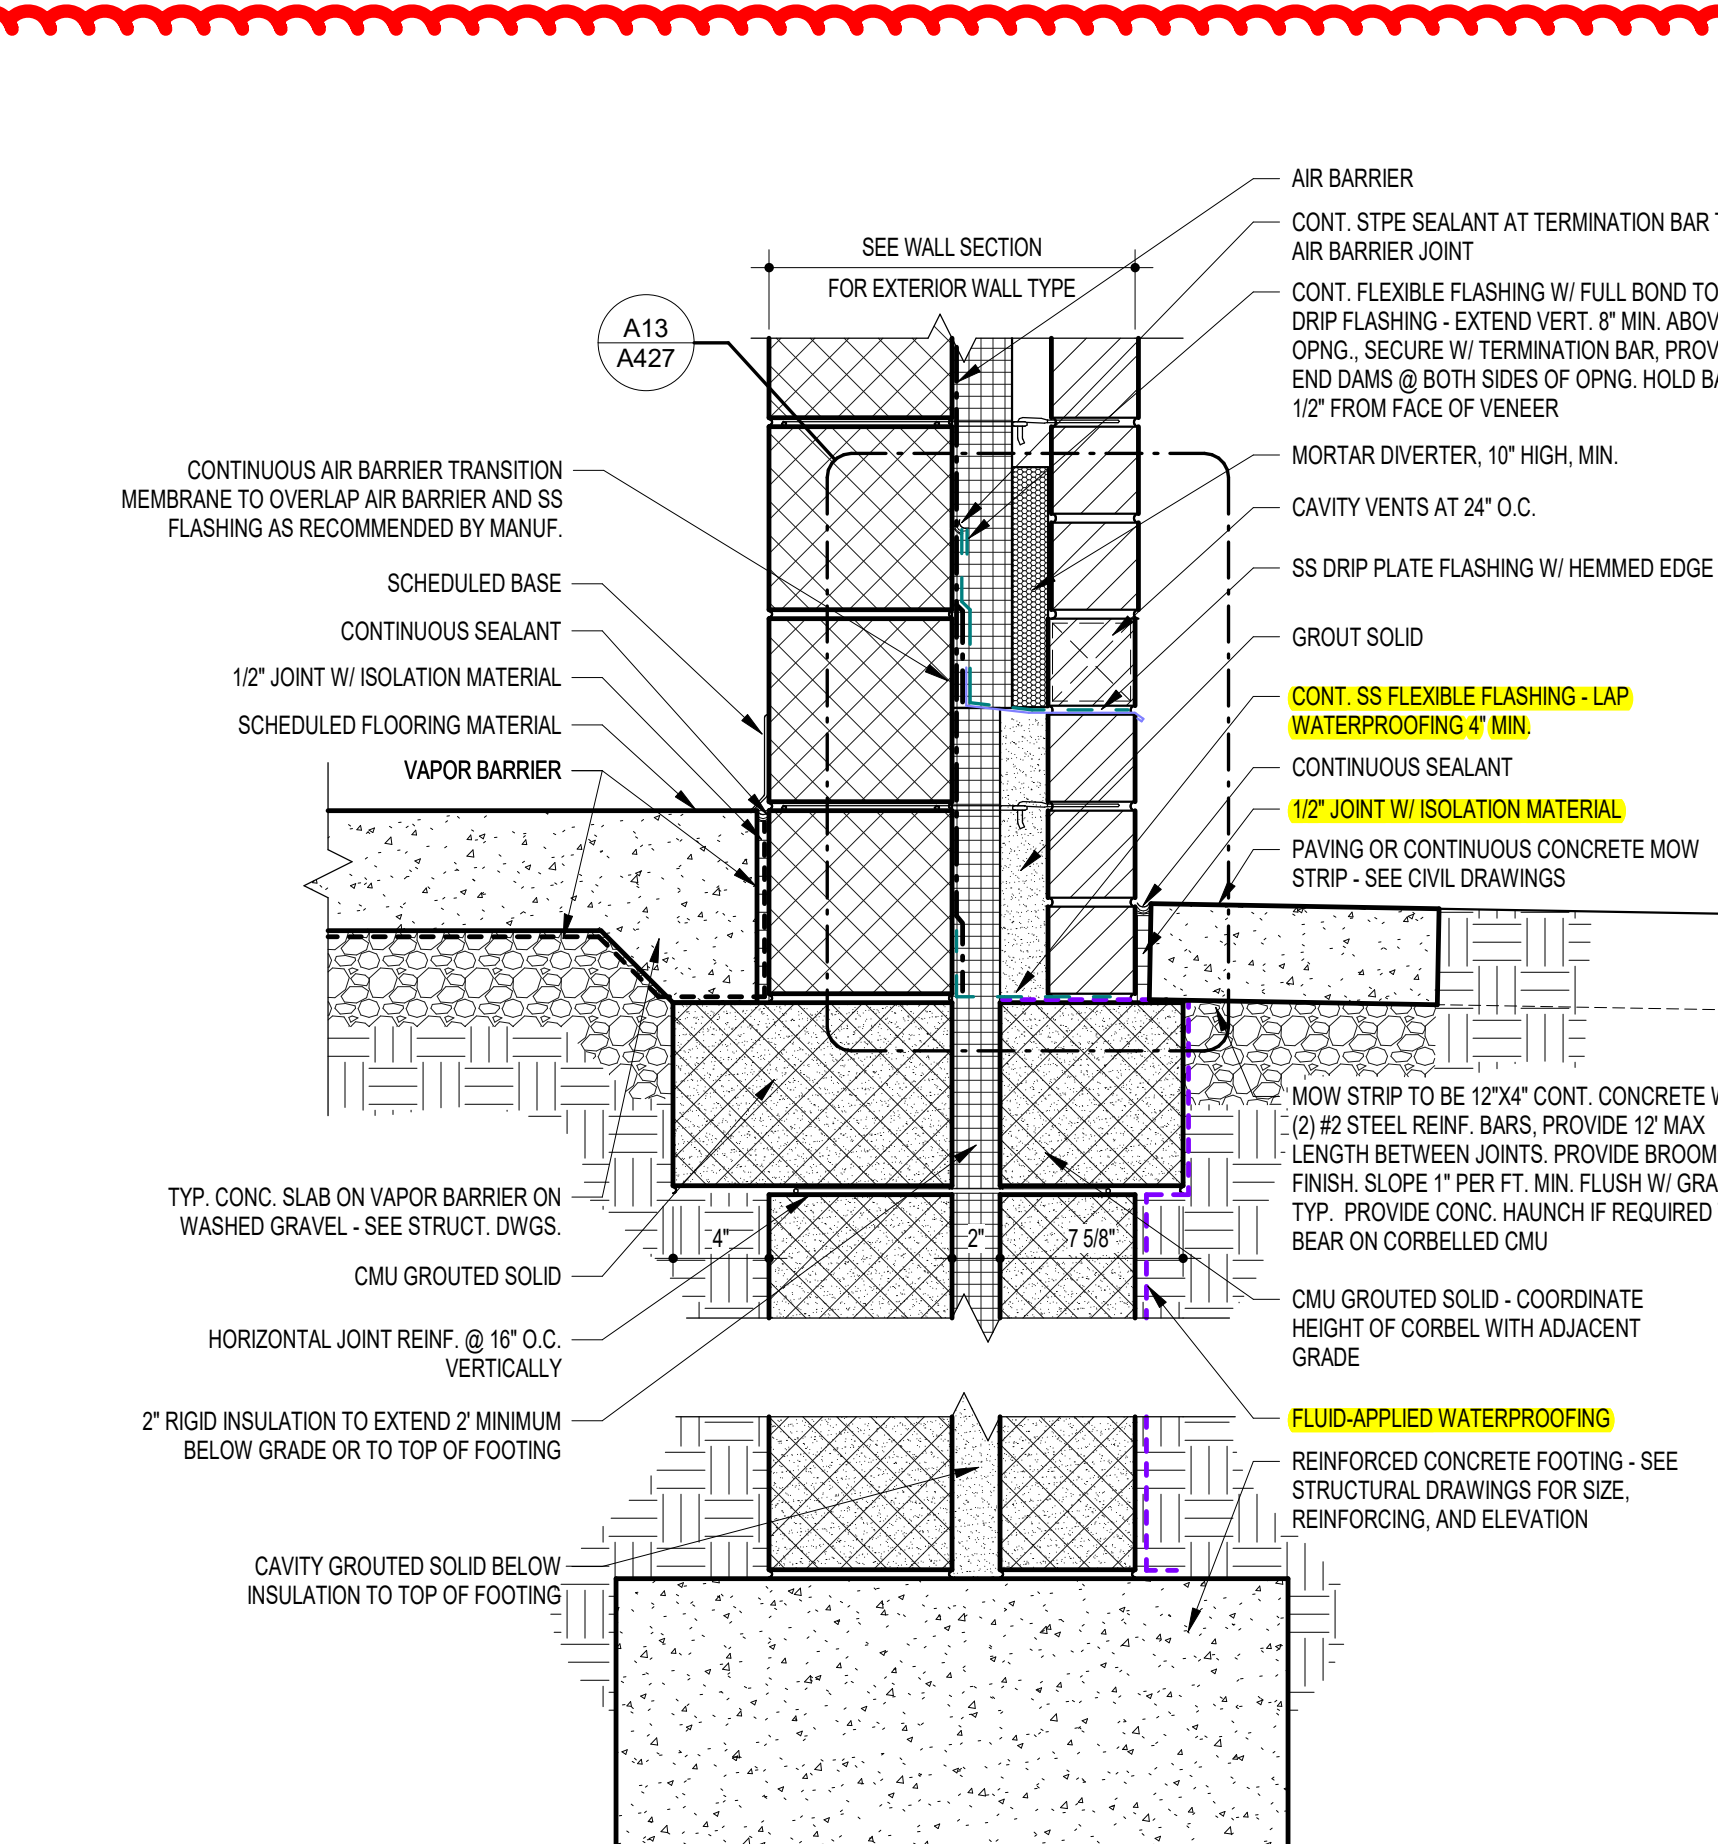 SEE WALL SECTION
FOR EXTERIOR WALL TYPE
A13
A427
CONTINUOUS AIR BARRIER TRANSITION
MEMBRANE TO OVERLAP AIR BARRIER AND SS
FLASHING AS RECOMMENDED BY MANUF.
SCHEDULED BASE
CONTINUOUS SEALANT
1/2" JOINT W/ ISOLATION MATERIAL
SCHEDULED FLOORING MATERIAL
VAPOR BARRIER
TYP. CONC. SLAB ON VAPOR BARRIER ON
WASHED GRAVEL - SEE STRUCT. DWGS.
CMU GROUTED SOLID
HORIZONTAL JOINT REINF. @ 16" O.C.
VERTICALLY
2" RIGID INSULATION TO EXTEND 2' MINIMUM
BELOW GRADE OR TO TOP OF FOOTING
CAVITY GROUTED SOLID BELOW
INSULATION TO TOP OF FOOTING
4"
2"
7 5/8"
AIR BARRIER
CONT. STPE SEALANT AT TERMINATION BAR
AIR BARRIER JOINT
CONT. FLEXIBLE FLASHING W/ FULL BOND TO
DRIP FLASHING - EXTEND VERT. 8" MIN.
OPNG., SECURE W/ TERMINATION BAR,
END DAMS @ BOTH SIDES OF OPNG. HOLD
1/2" FROM FACE OF VENEER
MORTAR DIVERTER, 10" HIGH, MIN.
CAVITY VENTS AT 24" O.C.
SS DRIP PLATE FLASHING W/ HEMMED EDGE
GROUT SOLID
CONT. SS FLEXIBLE FLASHING - LAP
WATERPROOFING 4" MIN.
CONTINUOUS SEALANT
1/2" JOINT W/ ISOLATION MATERIAL
PAVING OR CONTINUOUS CONCRETE MOW
STRIP - SEE CIVIL DRAWINGS
MOW STRIP TO BE 12"X4" CONT. CONCRETE
(2) #2 STEEL REINF. BARS, PROVIDE 12' MAX
LENGTH BETWEEN JOINTS. PROVIDE BROOM
FINISH. SLOPE 1" PER FT. MIN. FLUSH W/
TYP. PROVIDE CONC. HAUNCH IF REQUIRED
BEAR ON CORBELLED CMU
CMU GROUTED SOLID - COORDINATE
HEIGHT OF CORBEL WITH ADJACENT
GRADE
FLUID-APPLIED WATERPROOFING
REINFORCED CONCRETE FOOTING - SEE
STRUCTURAL DRAWINGS FOR SIZE,
REINFORCING, AND ELEVATION